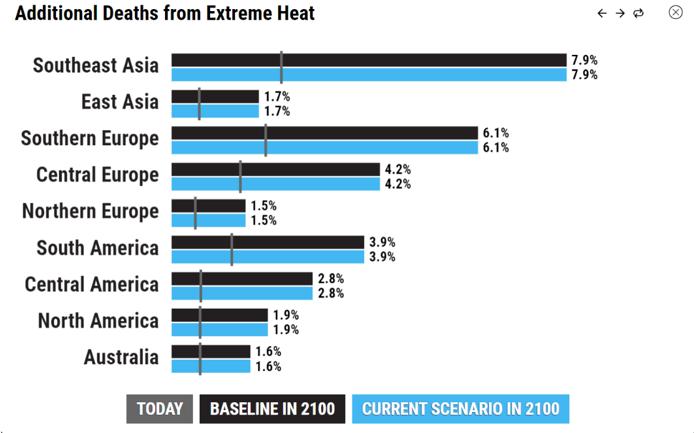 Additional Deaths from Extreme Heat
Southeast Asia
7.9%
7.9%
East Asia
1.7%
1.7%
Southern Europe
6.1%
6.1%
Central Europe
4.2%
4.2%
Northern Europe
1.5%
1.5%
South America
3.9%
3.9%
Central America
2.8%
2.8%
North America
1.9%
1.9%
Australia
1.6%
1.6%
TODAY
BASELINE IN 2100
CURRENT SCENARIO IN 2100